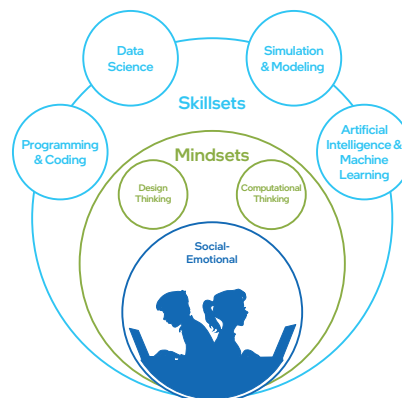 Data
Science
Simulation
& Modeling
Skillsets
Programming
& Coding
Artificial
Intelligence &
Machine
Learning
Mindsets
Design
Thinking
Computational
Thinking
Social-
Emotional